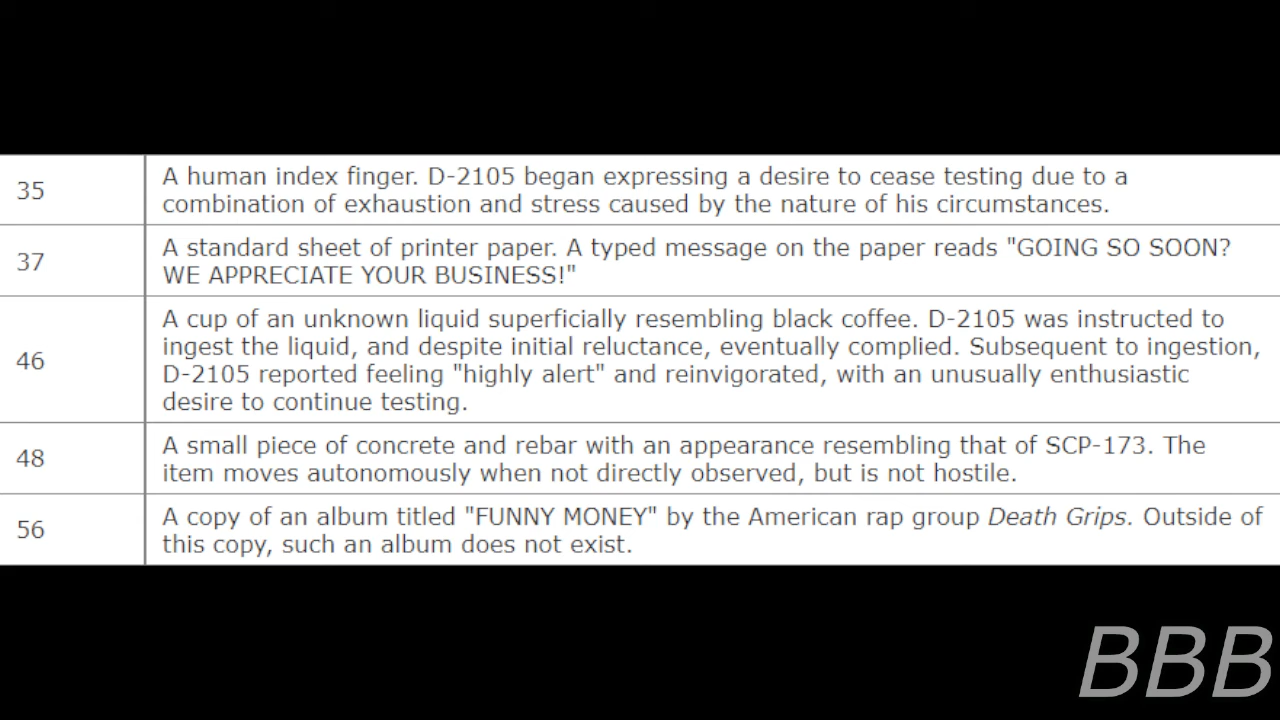 35
A human index finger. D-2105 began expressing a desire to cease testing due to a
combination of exhaustion and stress caused by the nature of his circumstances.
37
A standard sheet of printer paper. A typed message on the paper reads "GOING SO SOON?
WE APPRECIATE YOUR BUSINESS!"
46
A cup of an unknown liquid superficially resembling black coffee. D-2105 was instructed to
ingest the liquid, and despite initial reluctance, eventually complied. Subsequent to ingestion,
D-2105 reported feeling "highly alert" and reinvigorated, with an unusually enthusiastic
desire to continue testing.
48
A small piece of concrete and rebar with an appearance resembling that of SCP-173. The
item moves autonomously when not directly observed, but is not hostile.
56
A copy of an album titled "FUNNY MONEY" by the American rap group Death Grips. Outside of
this copy, such an album does not exist.
BBB